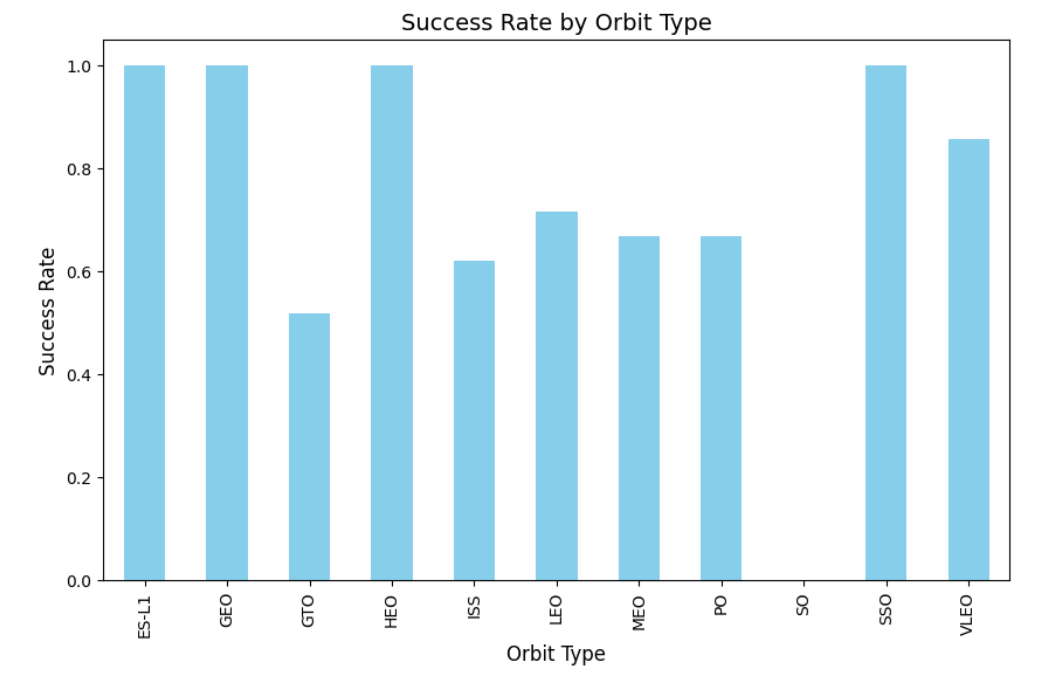 Success Rate by Orbit Type
Success Rate
1.0
0.8
0.6
0.4
0.2
0.0
ES-L1
GEO
GTO
HEO
ISS
LEO
MEO
PO
SO
SSO
VLEO
Orbit Type